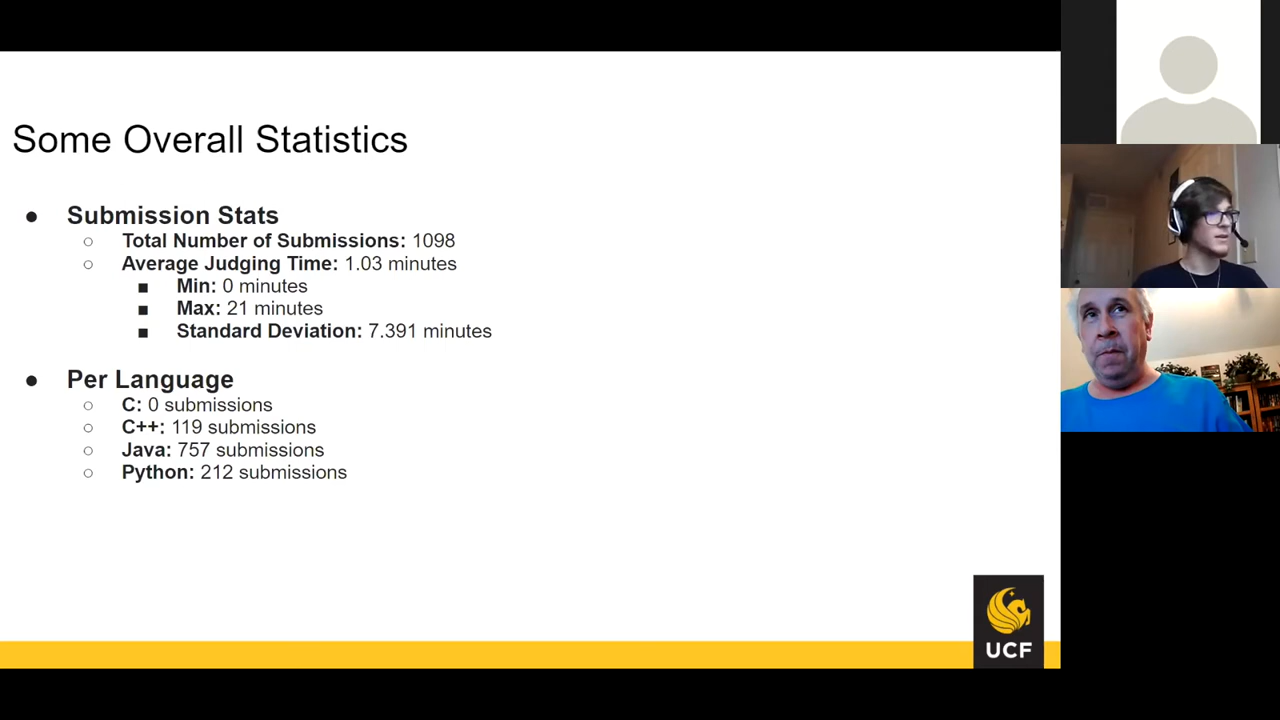 Some Overall Statistics
● Submission Stats
○ Total Number of Submissions: 1098
○ Average Judging Time: 1.03 minutes
■ Min: 0 minutes
■ Max: 21 minutes
■ Standard Deviation: 7.391 minutes
● Per Language
○ C: 0 submissions
○ C++: 119 submissions
○ Java: 757 submissions
○ Python: 212 submissions
UCF